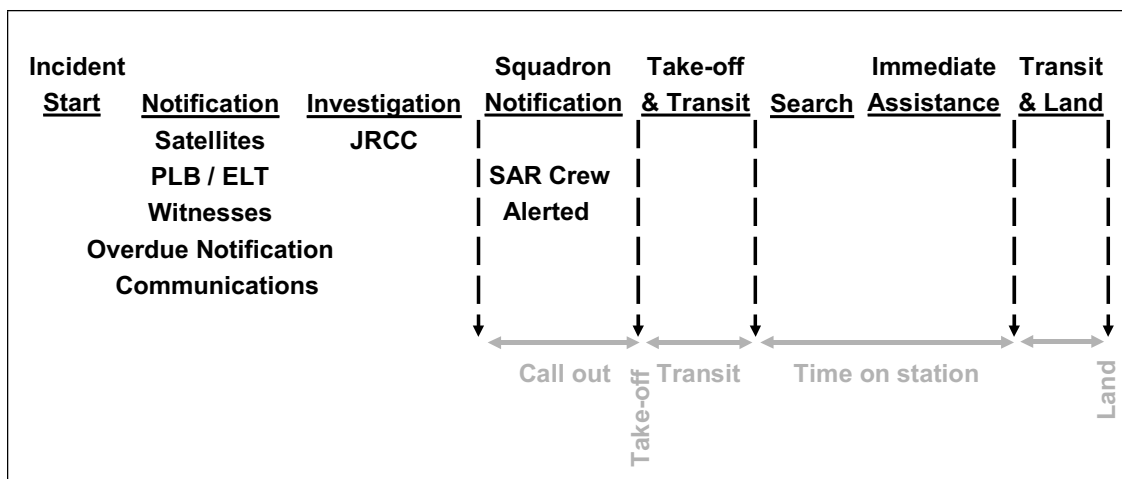 Incident
Start
Notification
Satellites
PLB / ELT
Witnesses
Overdue Notification
Communications
Investigation
JRCC
Squadron
Notification
SAR Crew
Alerted
Take-off
& Transit
Search
Immediate
Assistance
Transit
& Land
Call out
Take-off
Transit
Time on station
Land